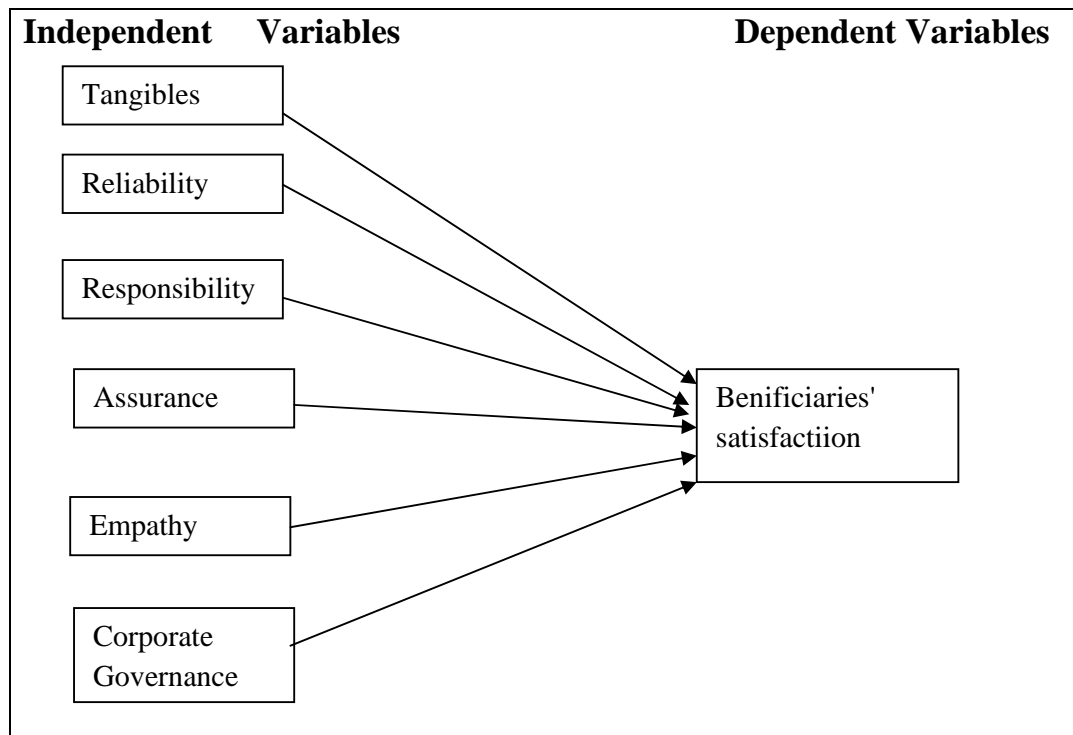 Independent Variables Dependent Variables
Tangibles
Reliability
Responsibility
Assurance
Benificiaries'
satisfactiion
Empathy
Corporate
Governance